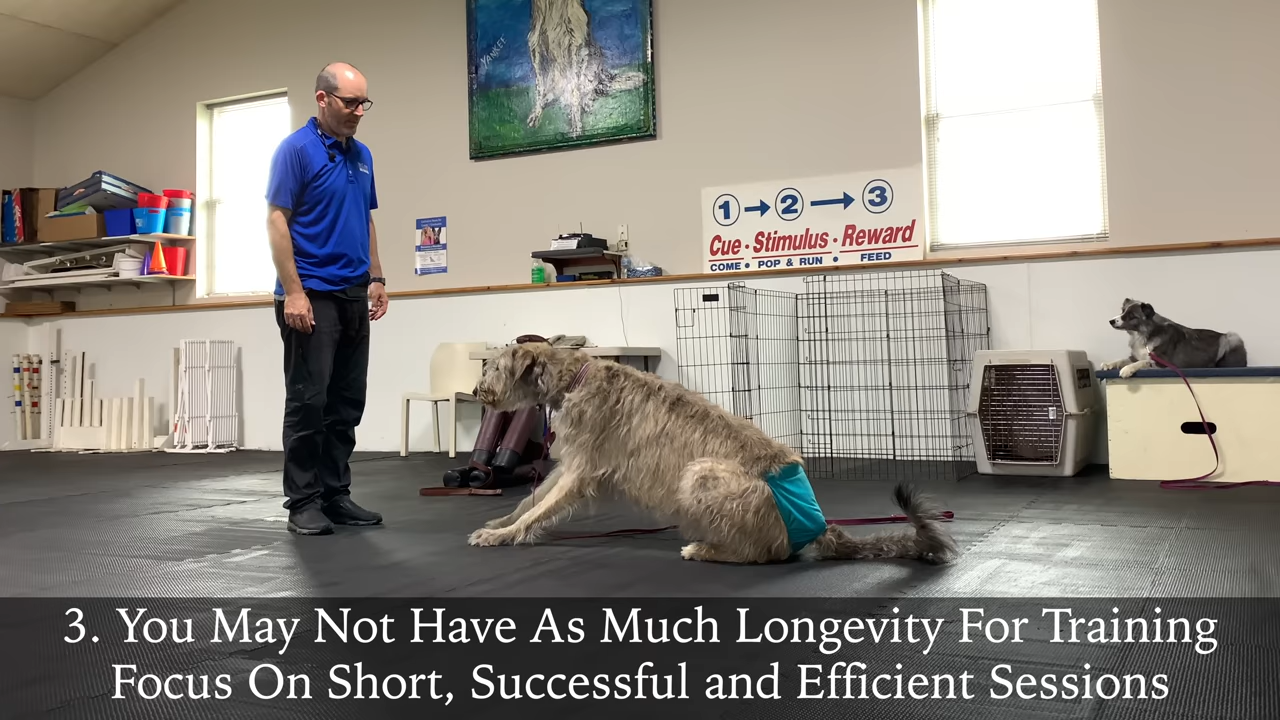 YANKEE
1 → 2 → 3
Cue • Stimulus • Reward
COME • POP & RUN • FEED
3. You May Not Have As Much Longevity For Training
Focus On Short, Successful and Efficient Sessions